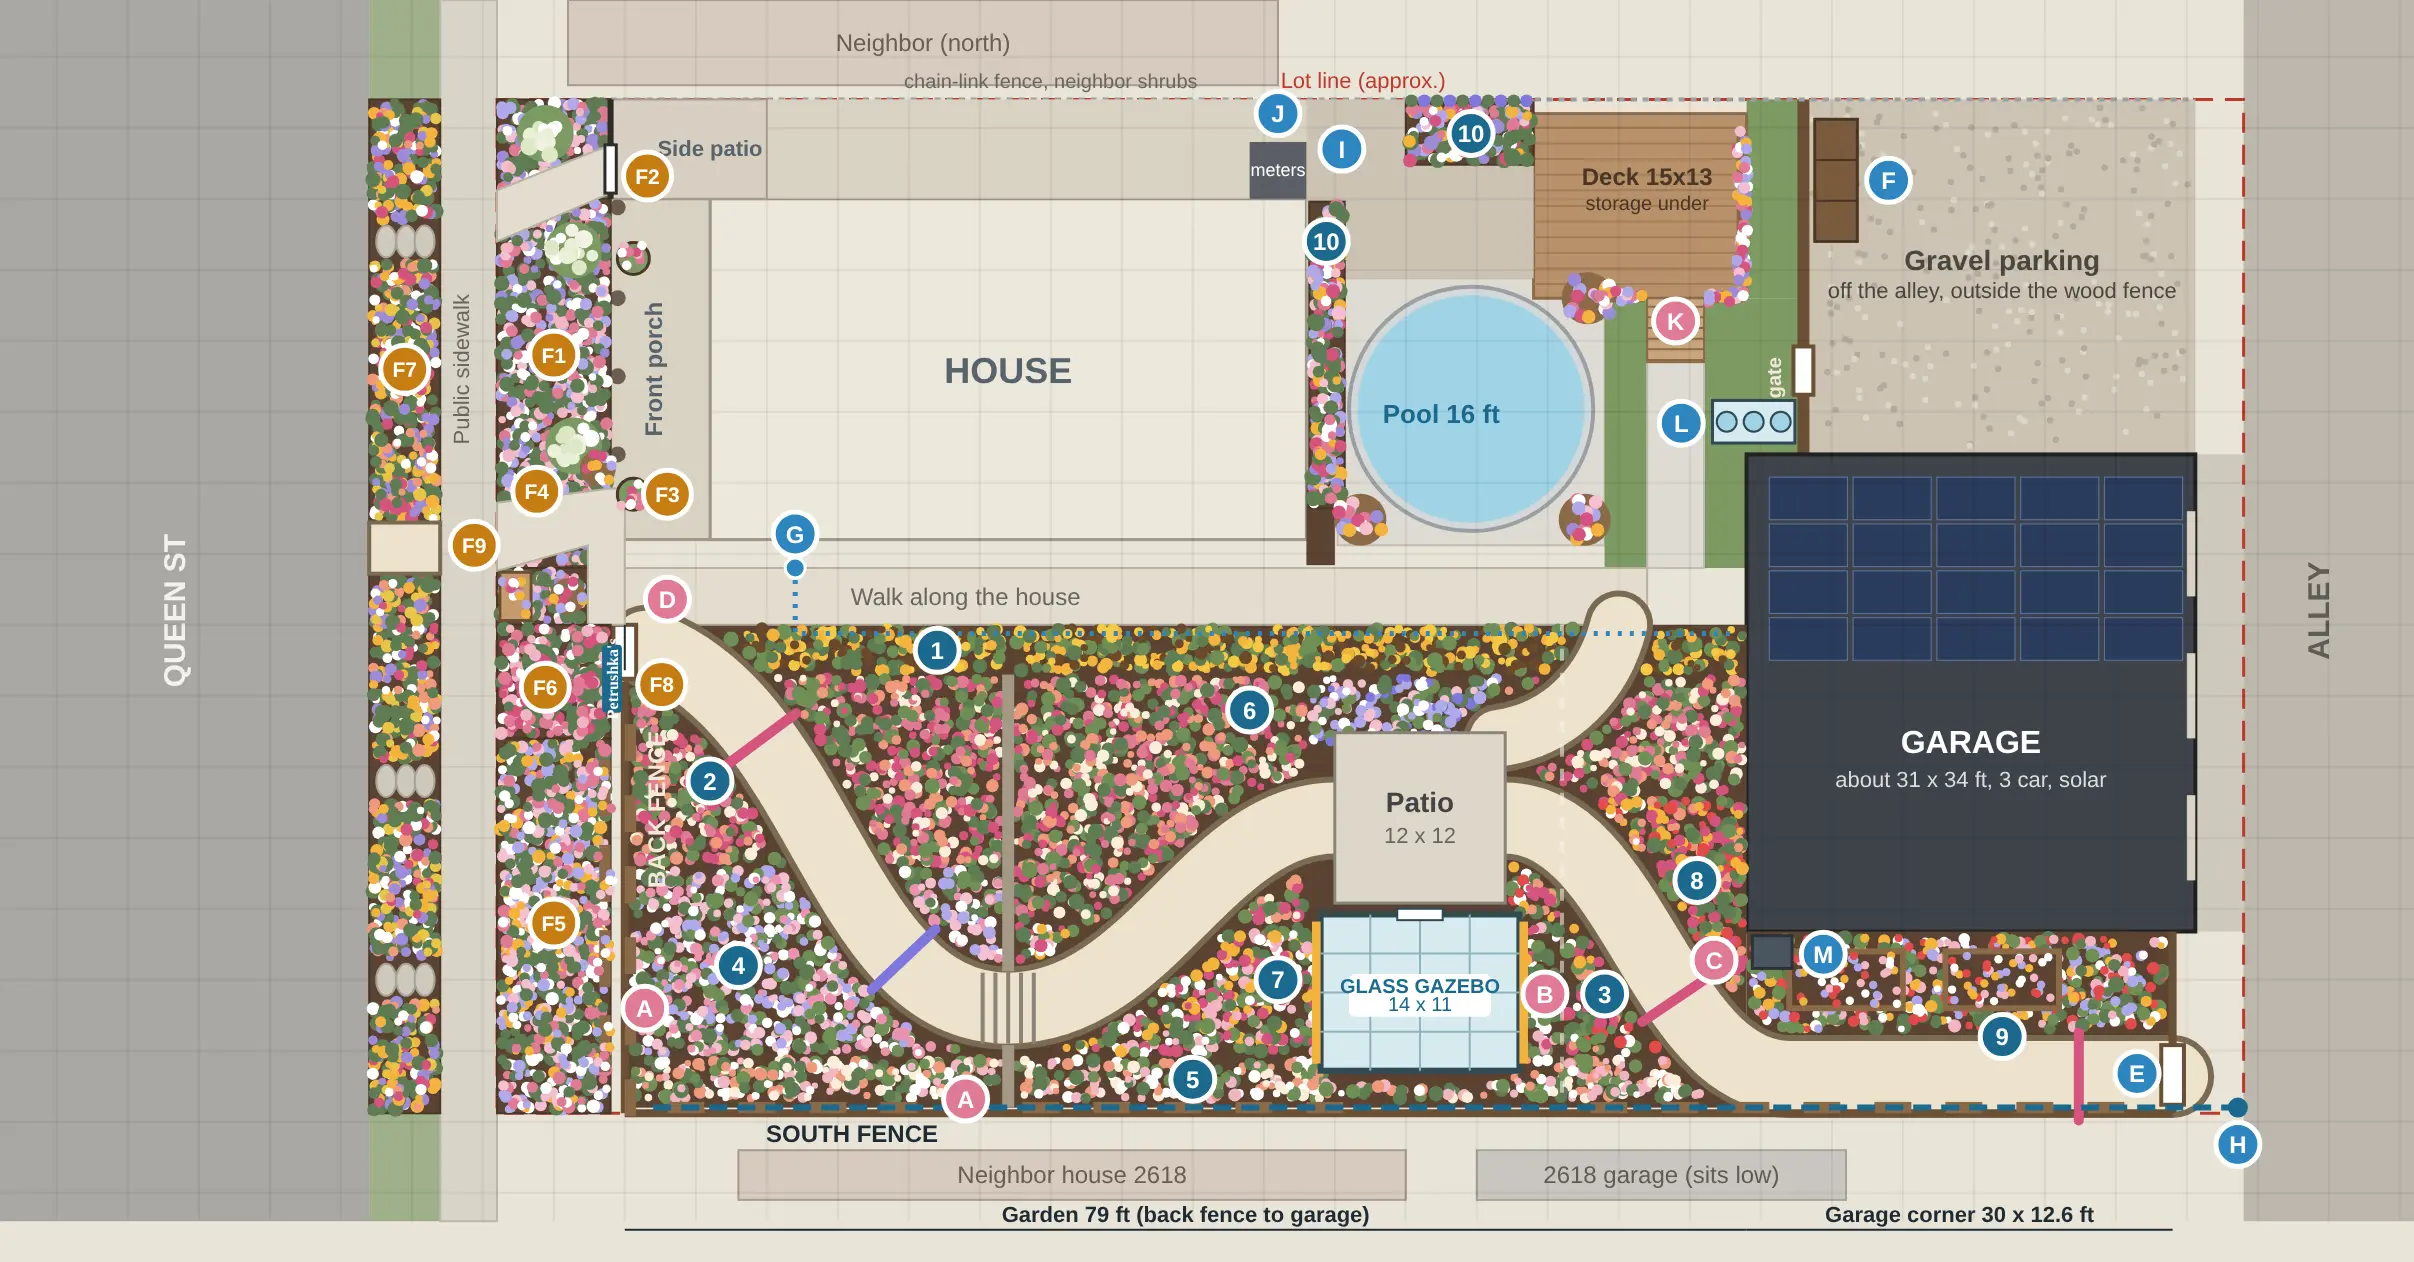 Neighbor (north)
chain-link fence, neighbor shrubs
Lot line (approx.)
J
I
10
meters
Side patio
F2
Deck 15x13
storage under
F
10
Gravel parking
off the alley, outside the wood fence
K
F7
Public sidewalk
F1
Front porch
HOUSE
Pool 16 ft
gate
L
F4
F3
F9
G
QUEEN ST
ALLEY
D
Walk along the house
1
Petrushka's
F6
F8
6
2
BACK FENCE
Patio
12 x 12
GARAGE
about 31 x 34 ft, 3 car, solar
8
F5
4
7
GLASS GAZEBO
14 x 11
B
3
C
M
A
9
5
E
A
SOUTH FENCE
H
Neighbor house 2618
2618 garage (sits low)
Garden 79 ft (back fence to garage)
Garage corner 30 x 12.6 ft